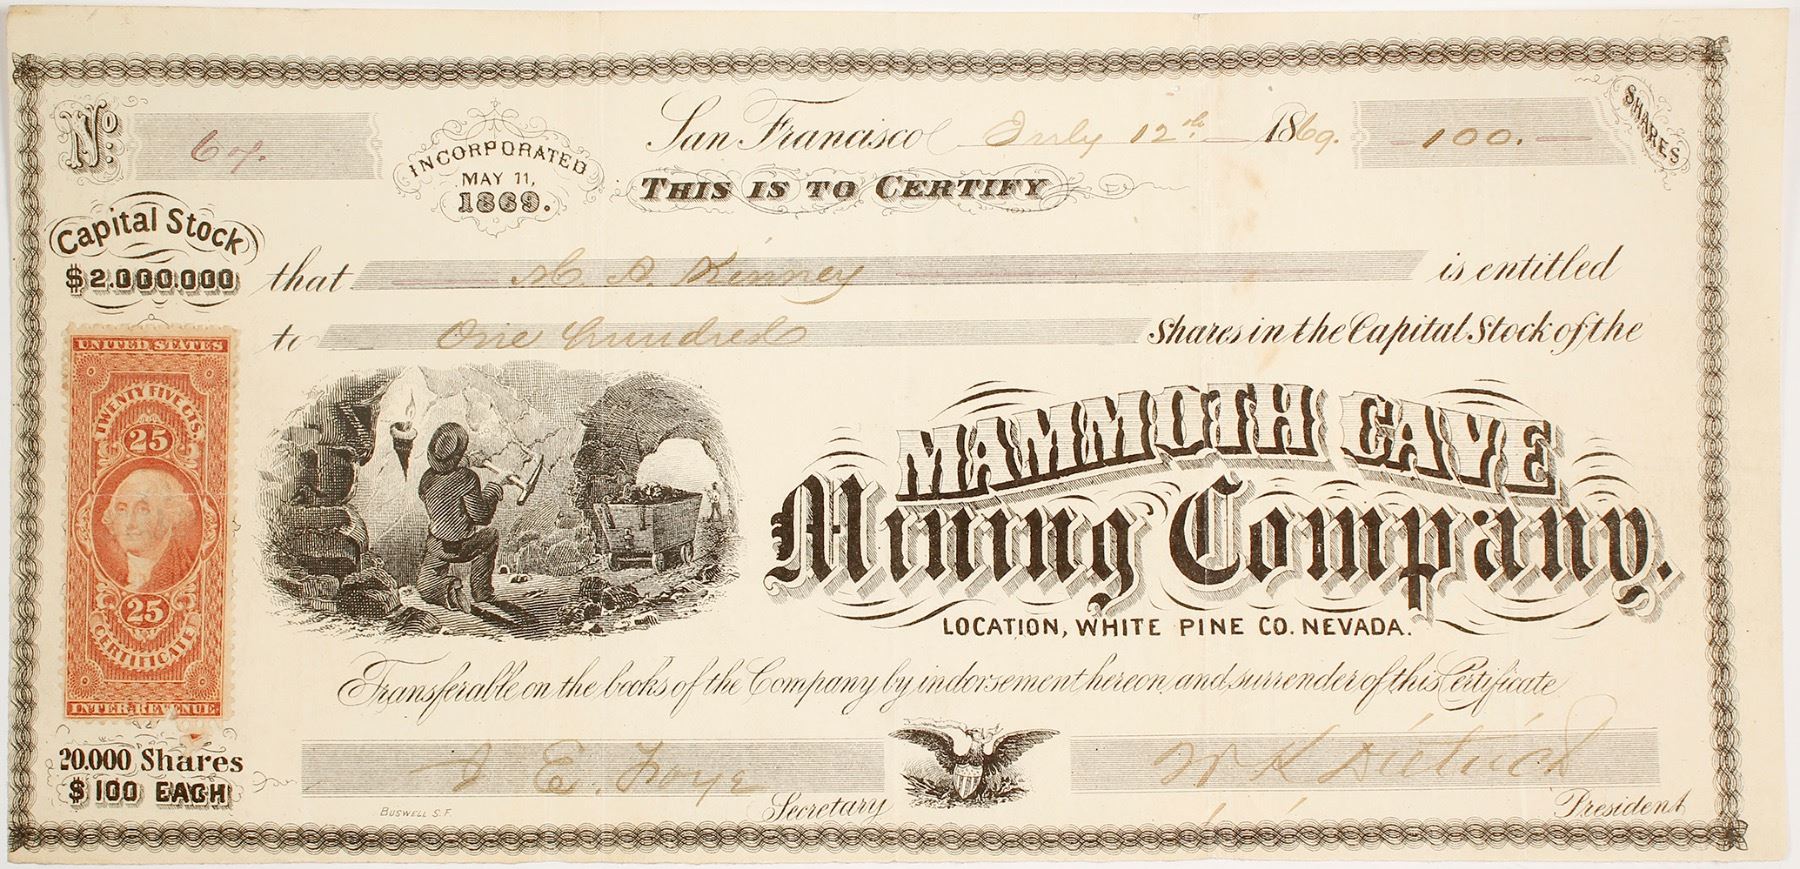 No.
INCORPORATED
MAY 11,
1869.
San Francisco July 12th 1869.
100.
SHARES
THIS IS TO CERTIFY
Capital Stock
$2.000.000
that Kinney is entitled
to One hundred Shares in the Capital Stock of the
UNITED STATES
TWENTY FIVE CTS.
25
25
CERTIFICATE
INTER. REVENUE
MAMMOTH CAVE
Mining Company.
LOCATION, WHITE PINE CO. NEVADA.
Transferable on the books of the Company by indorsement hereon and surrender of this Certificate
20.000 Shares
$100 EACH
E. Foye
Secretary
W K Dietrich
President
BUSWELL S.F.